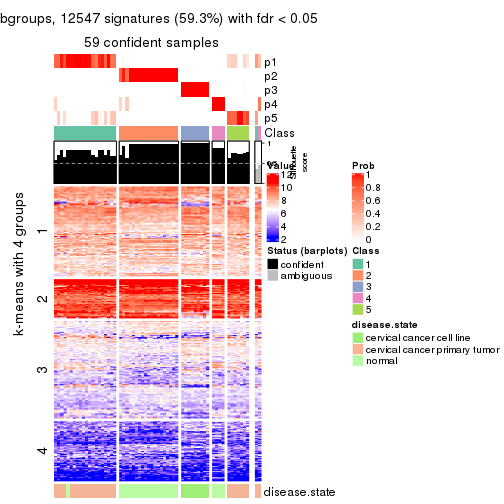 bgroups, 12547 signatures (59.3%) with fdr < 0.05
59 confident samples
p1
p2
p3
p4
p5
Class
1
0
Silhouette
score
k-means with 4 groups
1
2
3
4
disease.state
Value
12
10
8
6
4
2
Prob
1
0.8
0.6
0.4
0.2
0
Status (barplots)
confident
ambiguous
Class
1
2
3
4
5
disease.state
cervical cancer cell line
cervical cancer primary tumor
normal